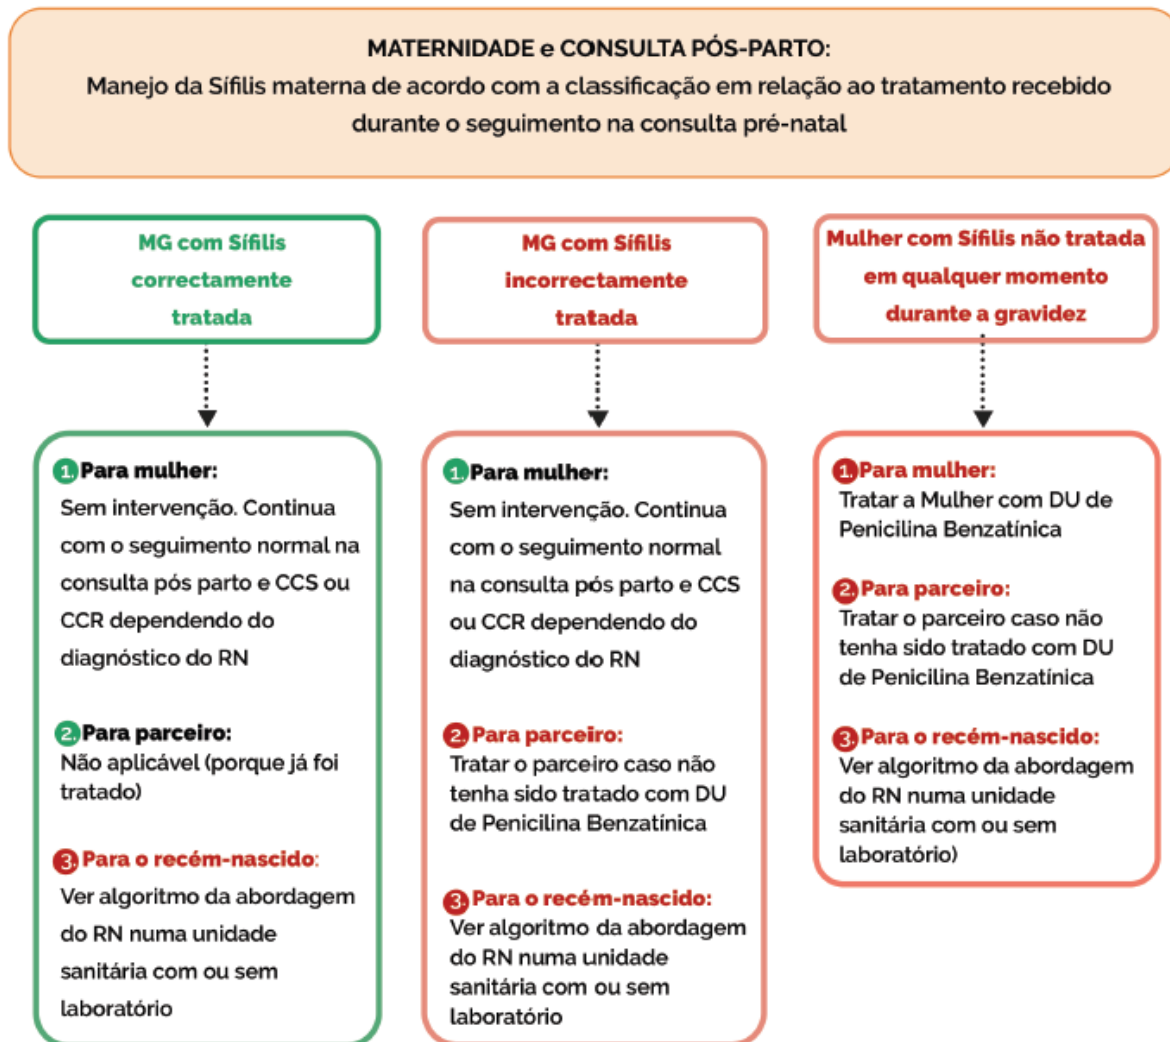 MATERNIDADE e CONSULTA PÓS-PARTO:
Manejo da Sífilis materna de acordo com a classificação em relação ao tratamento recebido
durante o seguimento na consulta pré-natal
MG com Sífilis
correctamente
tratada
1. Para mulher:
Sem intervenção. Continua
com o seguimento normal na
consulta pós parto e CCS ou
CCR dependendo do
diagnóstico do RN
2. Para parceiro:
Não aplicável (porque já foi
tratado)
3. Para o recém-nascido:
Ver algoritmo da abordagem
do RN numa unidade
sanitária com ou sem
laboratório
MG com Sífilis
incorrectamente
tratada
1. Para mulher:
Sem intervenção. Continua
com o seguimento normal
na consulta pós parto e CCS
ou CCR dependendo do
diagnóstico do RN
2. Para parceiro:
Tratar o parceiro caso não
tenha sido tratado com DU
de Penicilina Benzatínica
3. Para o recém-nascido:
Ver algoritmo da abordagem
do RN numa unidade
sanitária com ou sem
laboratório
Mulher com Sífilis não tratada
em qualquer momento
durante a gravidez
1. Para mulher:
Tratar a Mulher com DU de
Penicilina Benzatínica
2. Para parceiro:
Tratar o parceiro caso não
tenha sido tratado com DU
de Penicilina Benzatínica
3. Para o recém-nascido:
Ver algoritmo da abordagem
do RN numa unidade
sanitária com ou sem
laboratório)